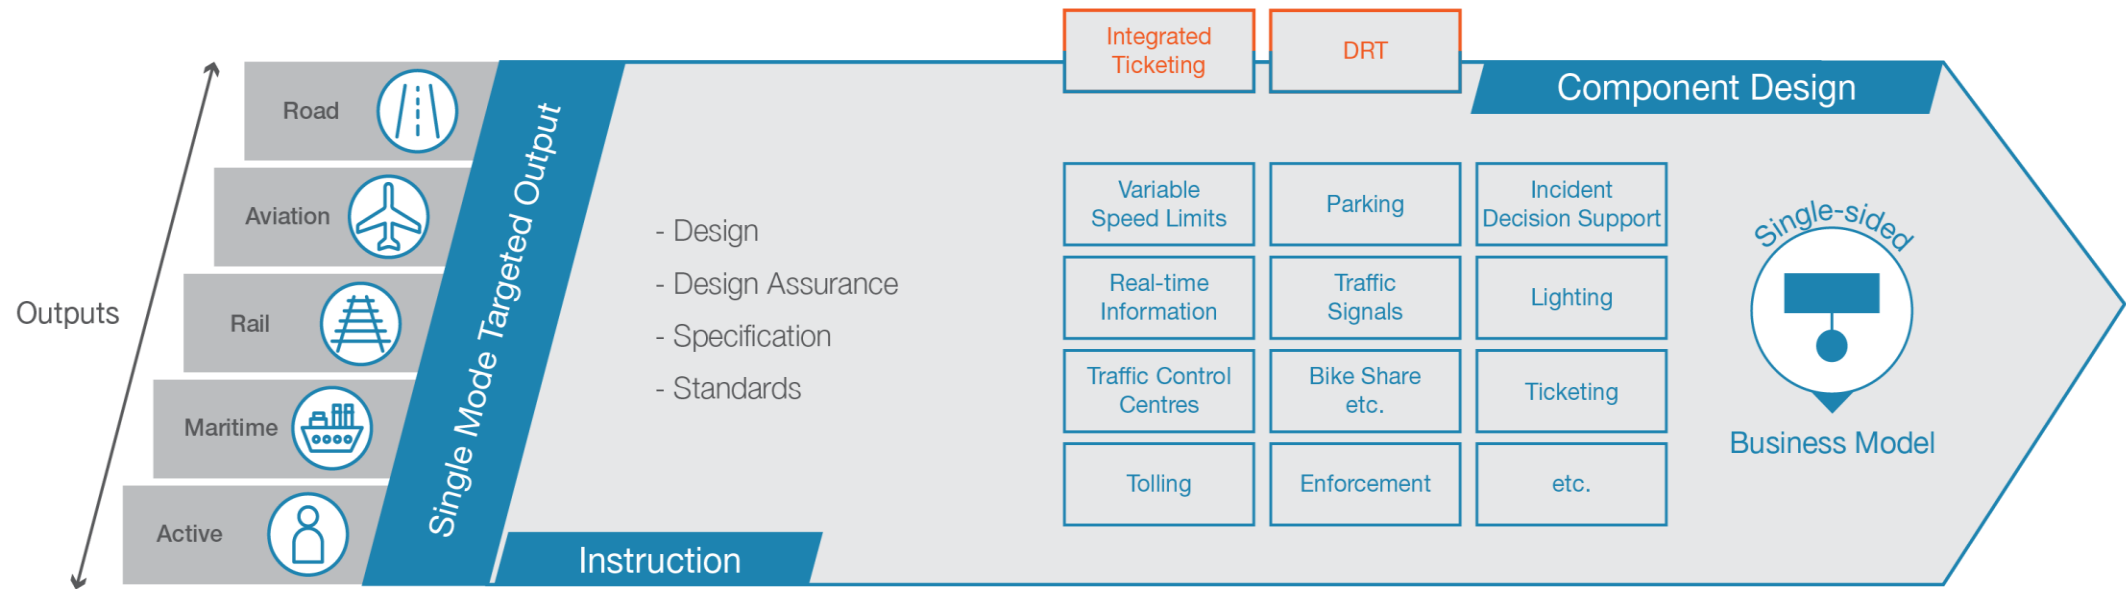 Outputs
Road
Aviation
Rail
Maritime
Active
Single Mode Targeted Output
- Design
- Design Assurance
- Specification
- Standards
Instruction
Integrated
Ticketing
DRT
Component Design
Variable
Speed Limits
Parking
Incident
Decision Support
Real-time
Information
Traffic
Signals
Lighting
Traffic Control
Centres
Bike Share
etc.
Ticketing
Tolling
Enforcement
etc.
Single-sided
Business Model